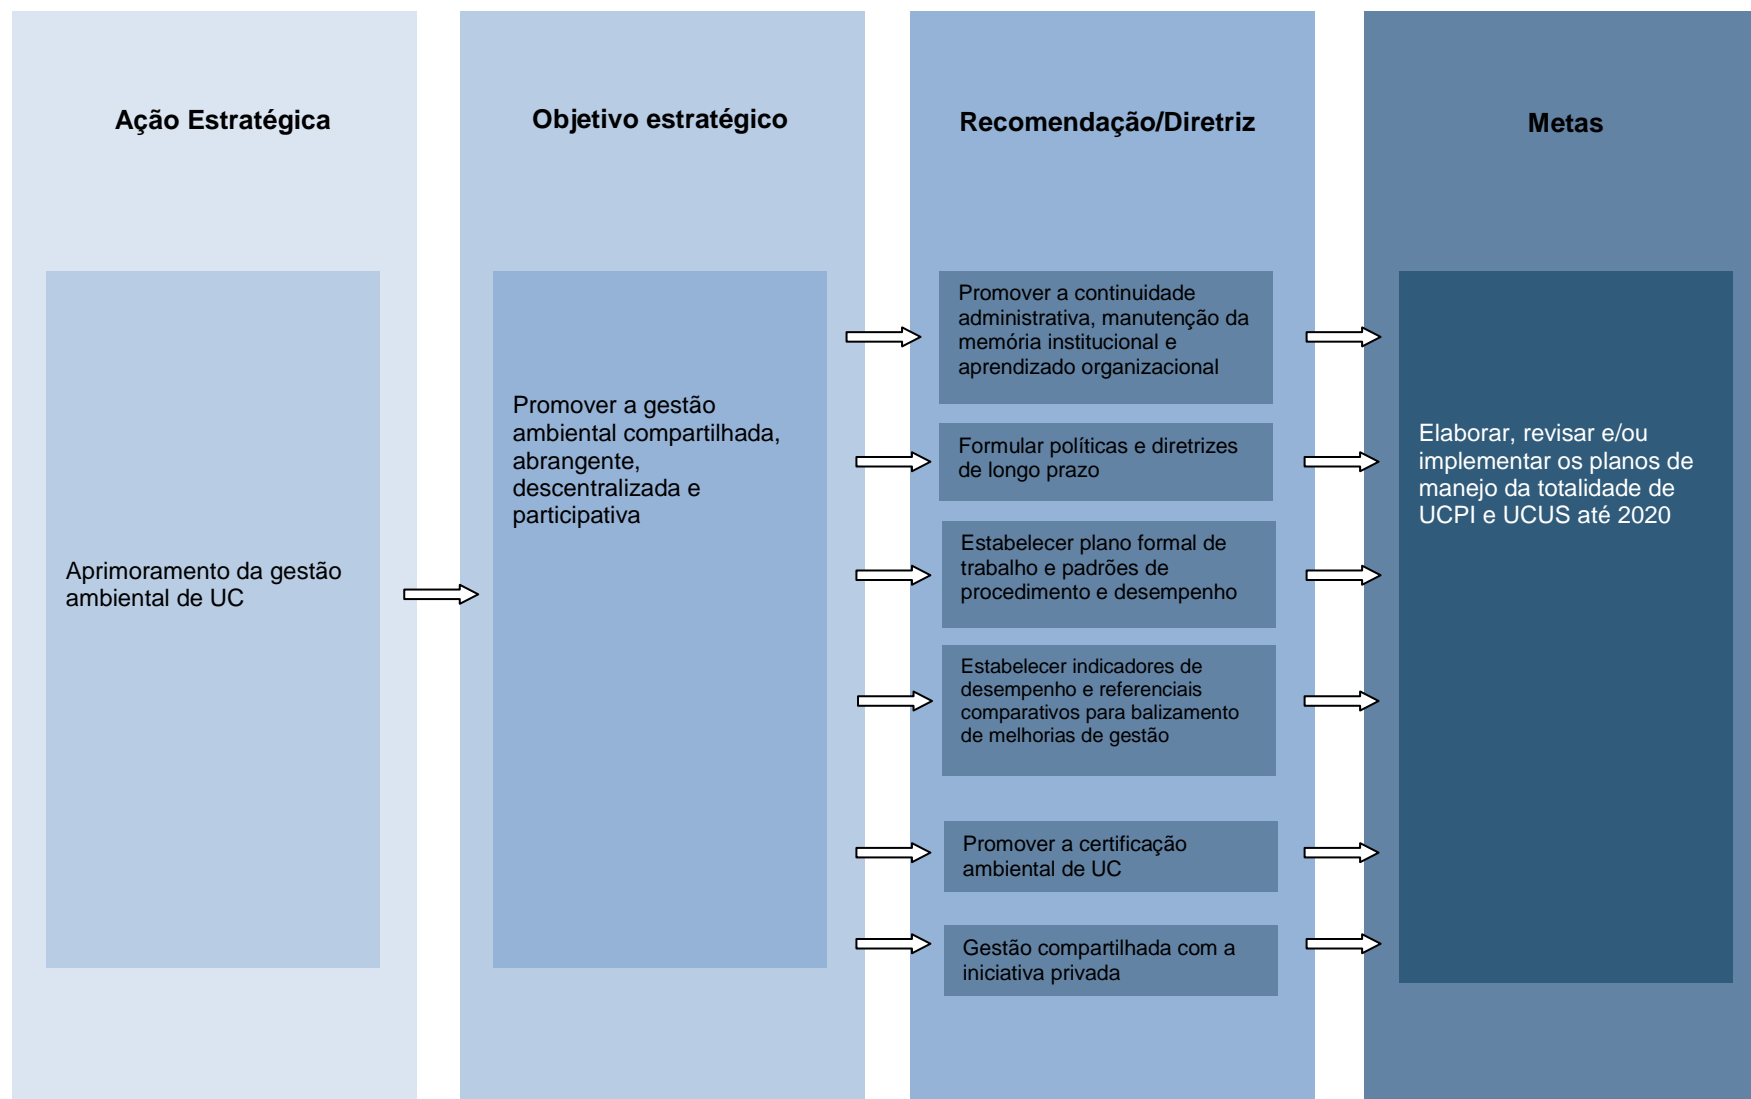 Ação Estratégica
Objetivo estratégico
Recomendação/Diretriz
Metas
Aprimoramento da gestão
ambiental de UC
Promover a gestão
ambiental compartilhada,
abrangente,
descentralizada e
participativa
Promover a continuidade
administrativa, manutenção da
memória institucional e
aprendizado organizacional
Formular políticas e diretrizes
de longo prazo
Estabelecer plano formal de
trabalho e padrões de
procedimento e desempenho
Estabelecer indicadores de
desempenho e referenciais
comparativos para balizamento
de melhorias de gestão
Promover a certificação
ambiental de UC
Gestão compartilhada com a
iniciativa privada
Elaborar, revisar e/ou
implementar os planos de
manejo da totalidade de
UCPI e UCUS até 2020